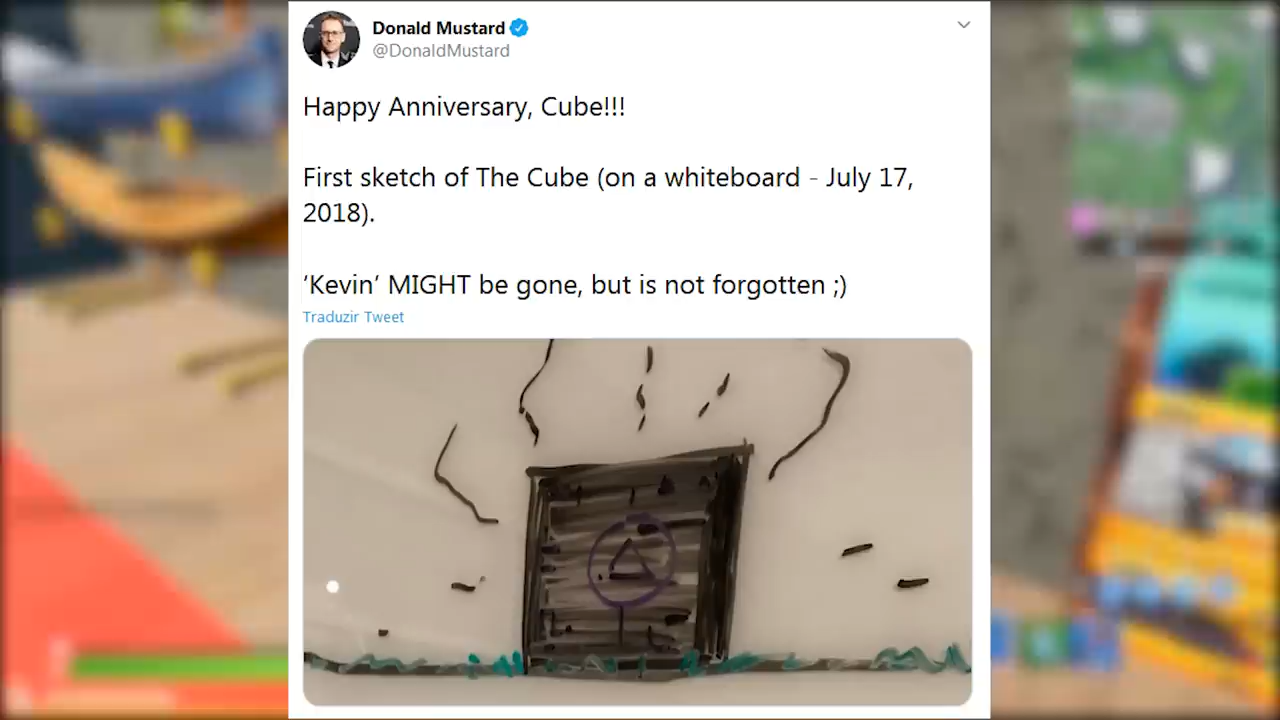 Donald Mustard
@DonaldMustard
Happy Anniversary, Cube!!!
First sketch of The Cube (on a whiteboard - July 17,
2018).
‘Kevin’ MIGHT be gone, but is not forgotten ;)
Traduzir Tweet